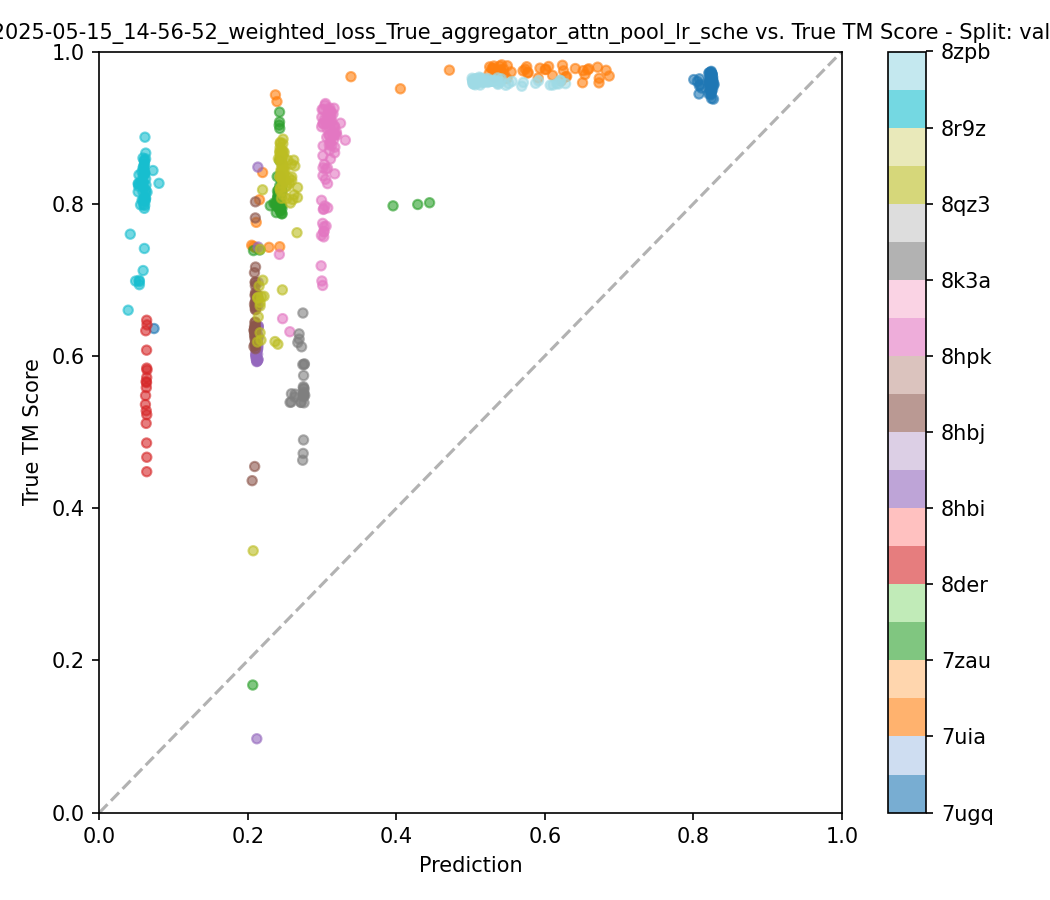 2025-05-15_14-56-52_weighted_loss_True_aggregator_attn_pool_lr_sche vs. True TM Score - Split: val
1.0
0.8
0.6
0.4
0.2
0.0
True TM Score
0.0 0.2 0.4 0.6 0.8 1.0
Prediction
8zpb
8r9z
8qz3
8k3a
8hpk
8hbj
8hbi
8der
7zau
7uia
7ugq